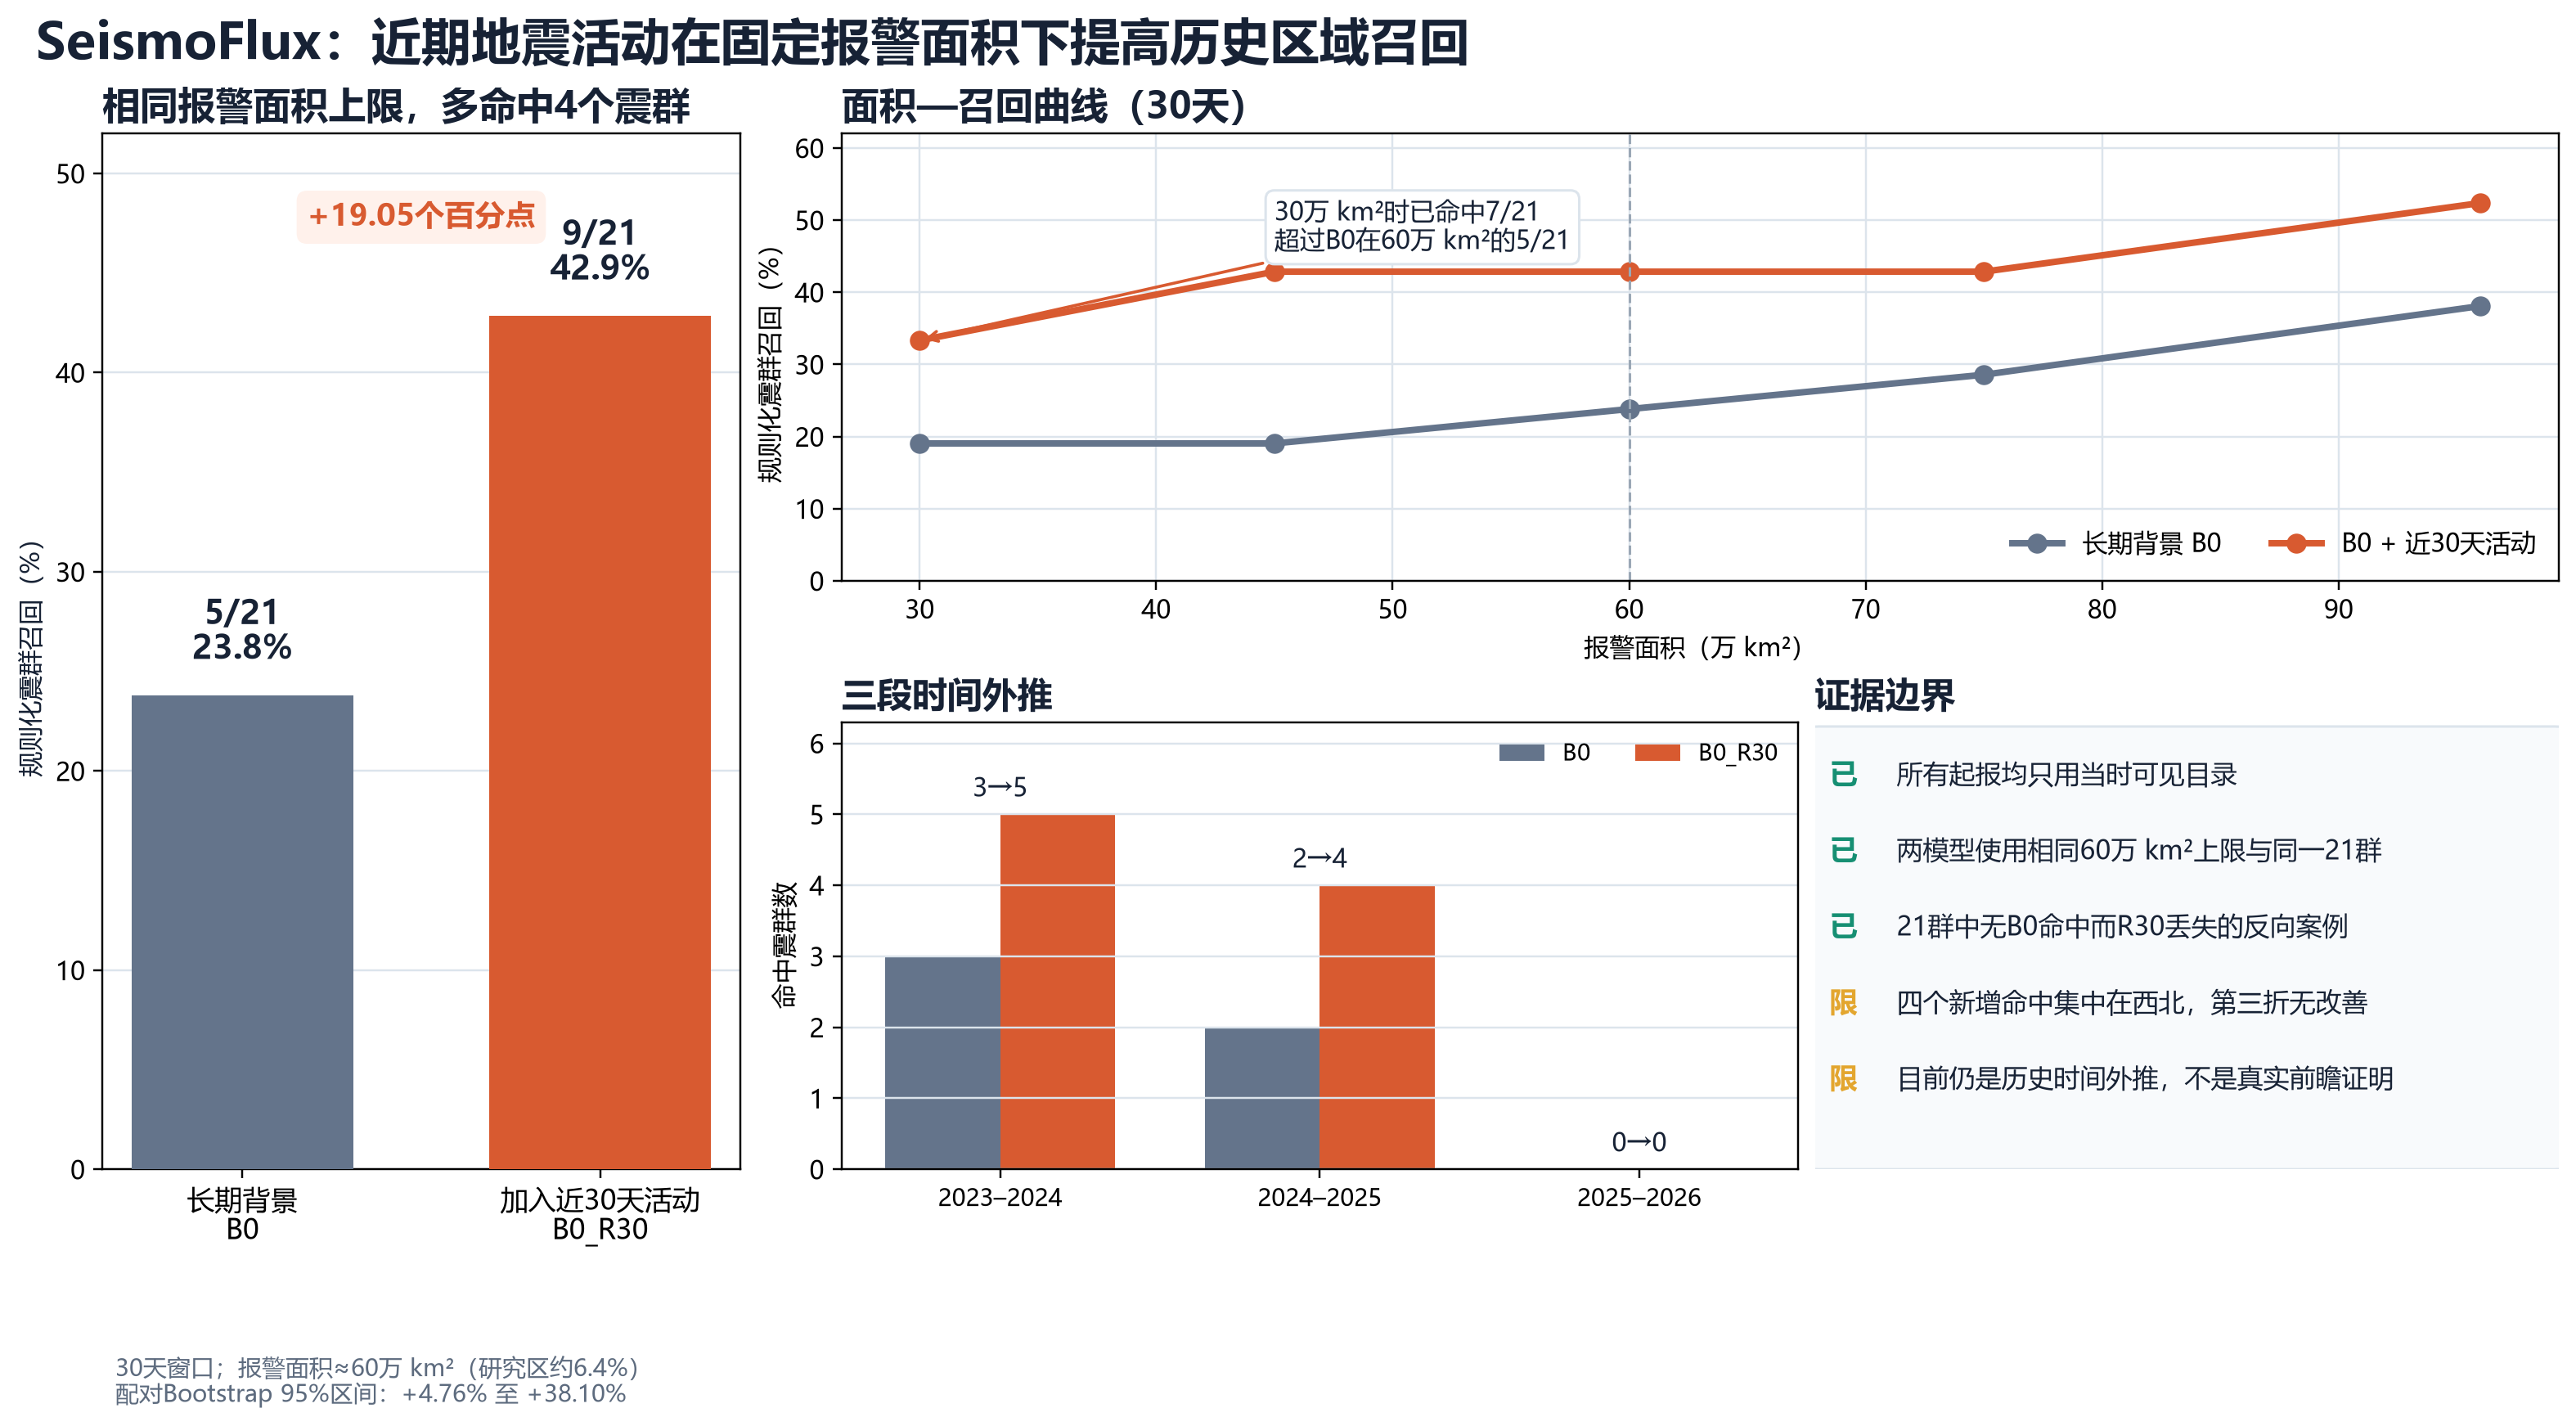 SeismoFlux：近期地震活动在固定报警面积下提高历史区域召回
相同报警面积上限，多命中4个震群
规则化震群召回（%）
50
40
30
20
10
0
+19.05个百分点
5/21
23.8%
9/21
42.9%
长期背景
B0
加入近30天活动
B0_R30
面积—召回曲线（30天）
规则化震群召回（%）
60
50
40
30
20
10
0
30万 km²时已命中7/21
超过B0在60万 km²的5/21
长期背景 B0
B0 + 近30天活动
30
40
50
60
70
80
90
报警面积（万 km²）
三段时间外推
命中震群数
6
5
4
3
2
1
0
B0
B0_R30
3→5
2→4
0→0
2023–2024
2024–2025
2025–2026
证据边界
已 所有起报均只用当时可见目录
已 两模型使用相同60万 km²上限与同一21群
已 21群中无B0命中而R30丢失的反向案例
限 四个新增命中集中在西北，第三折无改善
限 目前仍是历史时间外推，不是真实前瞻证明
30天窗口；报警面积≈60万 km²（研究区约6.4%）
配对Bootstrap 95%区间：+4.76% 至 +38.10%